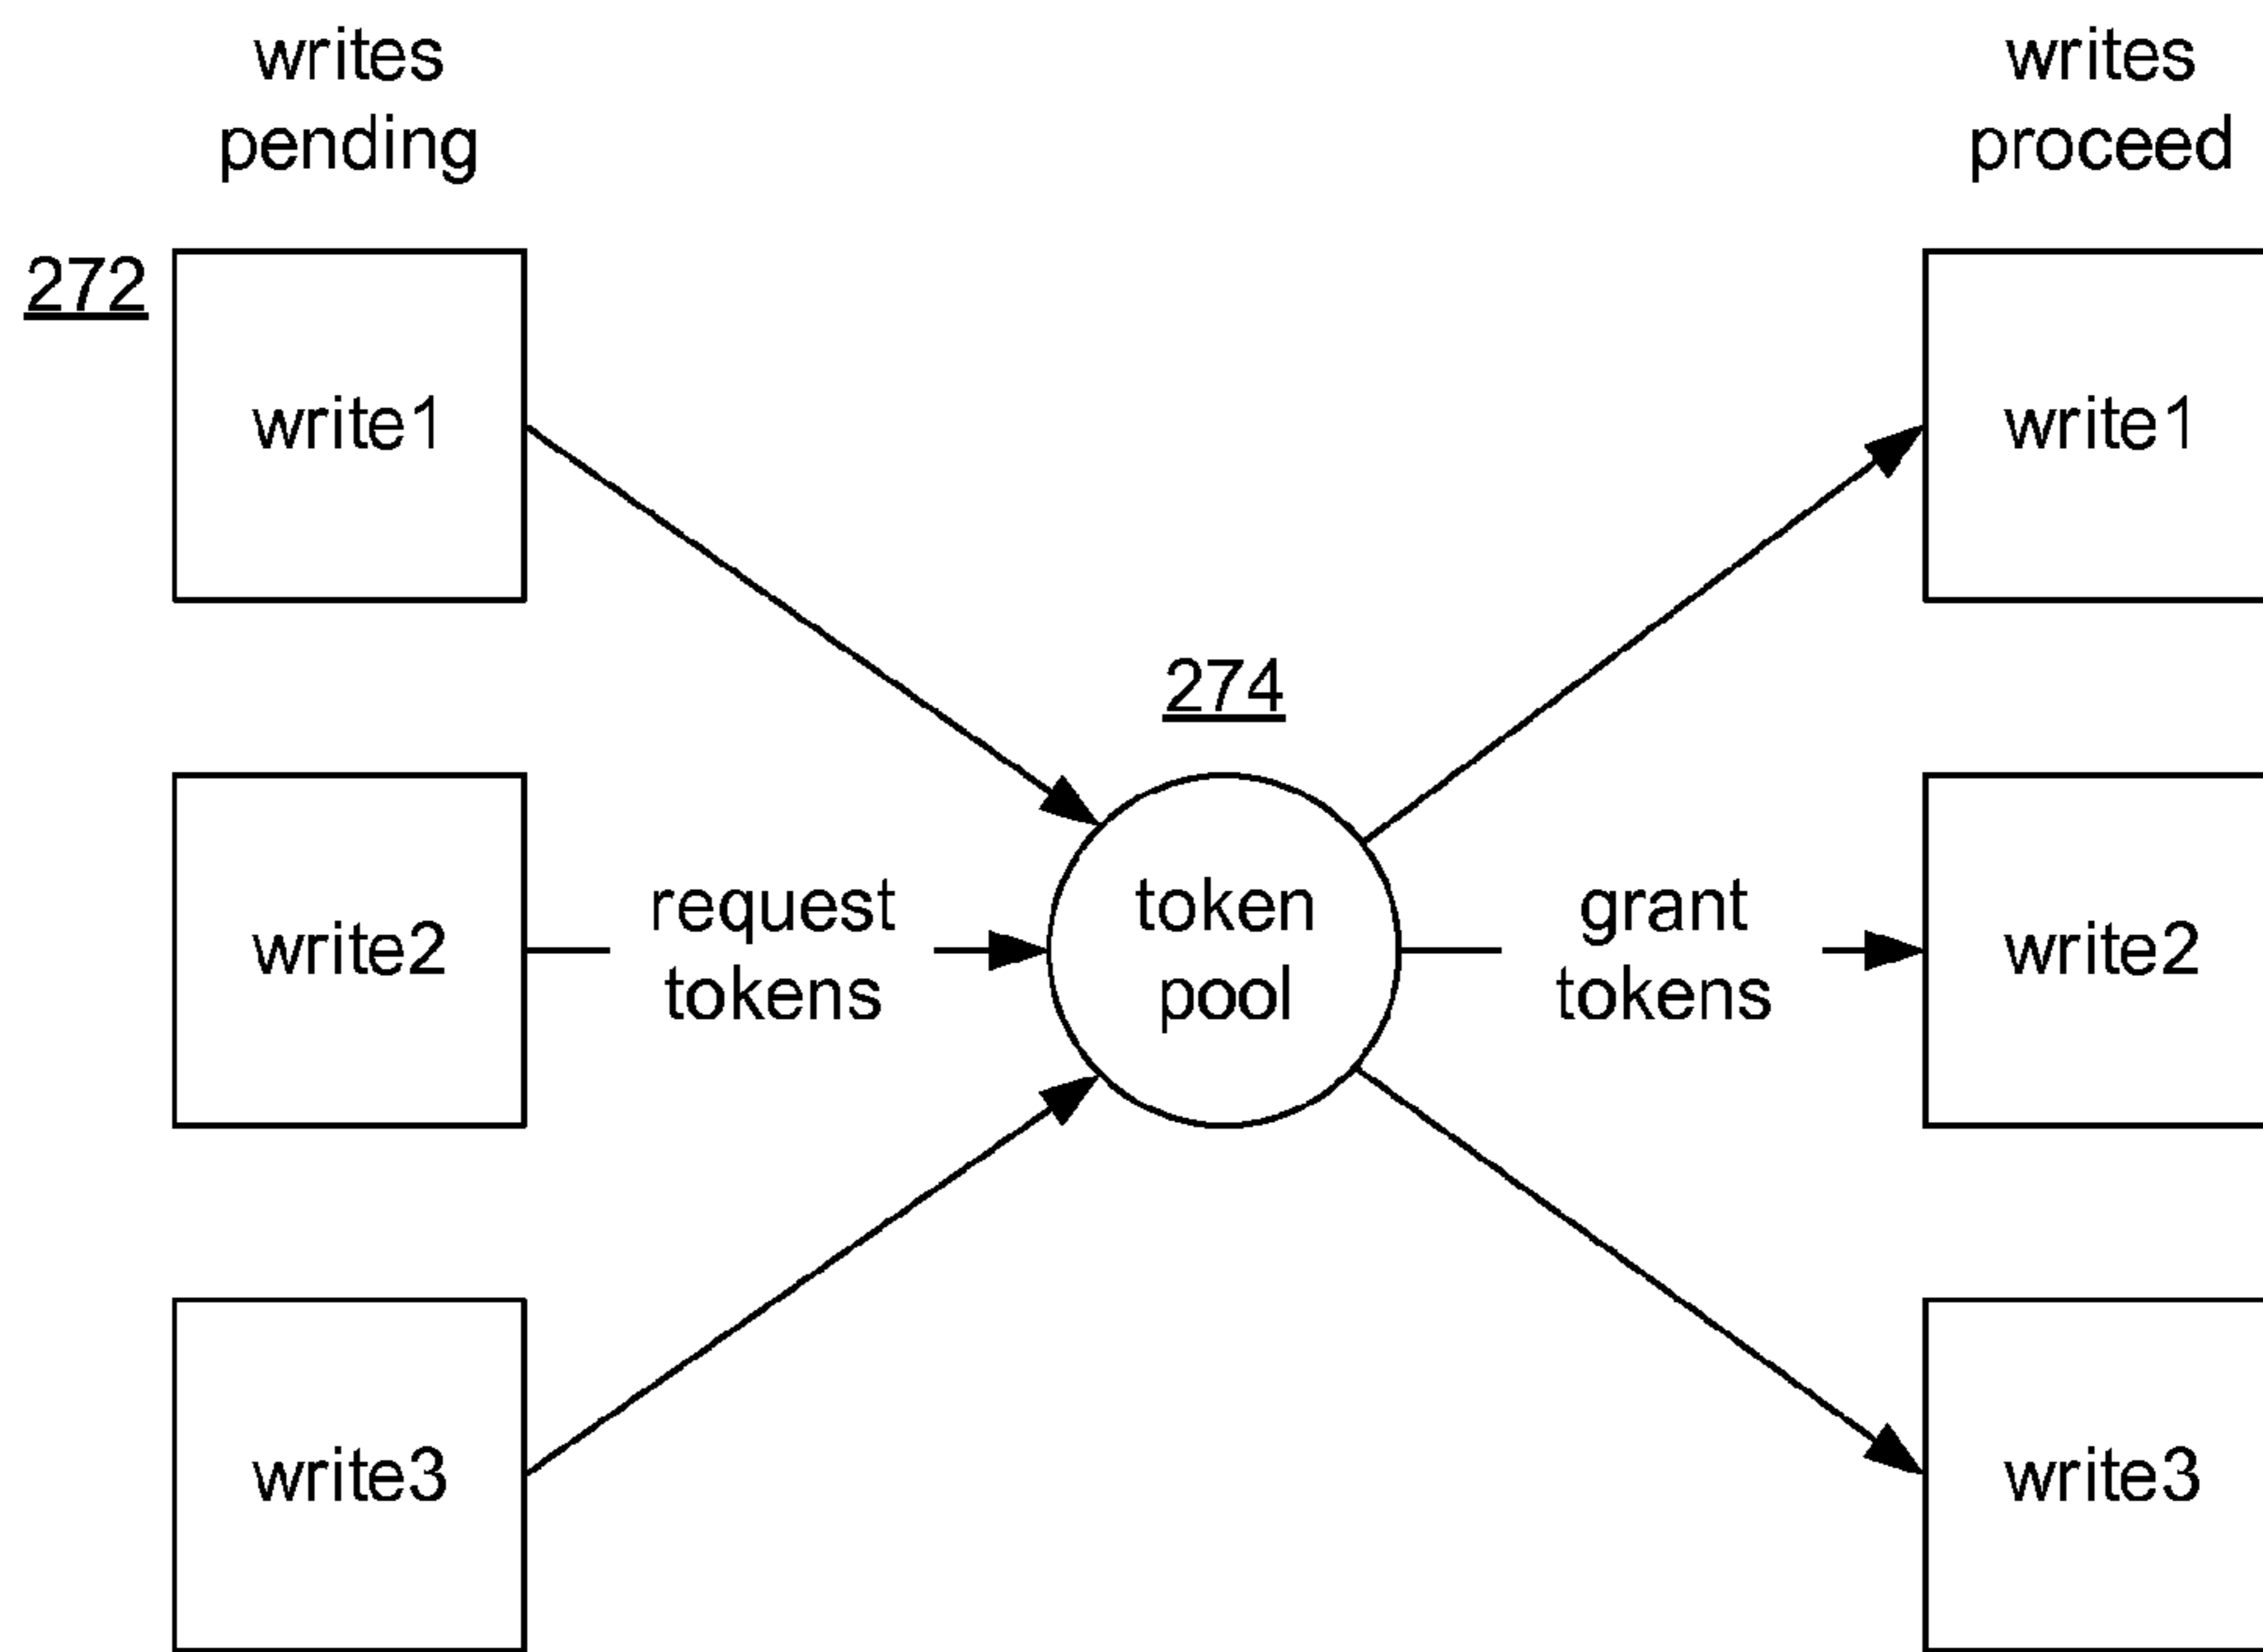 writes
pending
writes
proceed
272
write1
write1
274
write2
request
tokens
token
pool
grant
tokens
write2
write3
write3